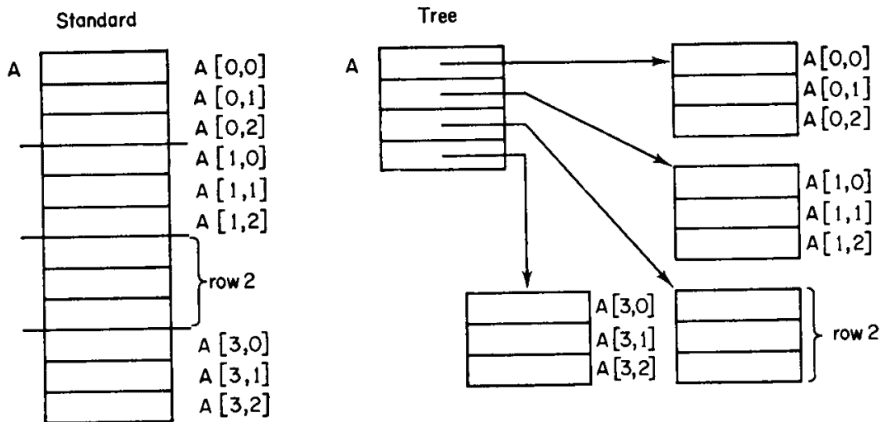 Standard
A
A[0,0]
A[0,1]
A[0,2]
A[1,0]
A[1,1]
A[1,2]
row 2
A[3,0]
A[3,1]
A[3,2]
Tree
A
A[0,0]
A[0,1]
A[0,2]
A[1,0]
A[1,1]
A[1,2]
A[3,0]
A[3,1]
A[3,2]
row 2